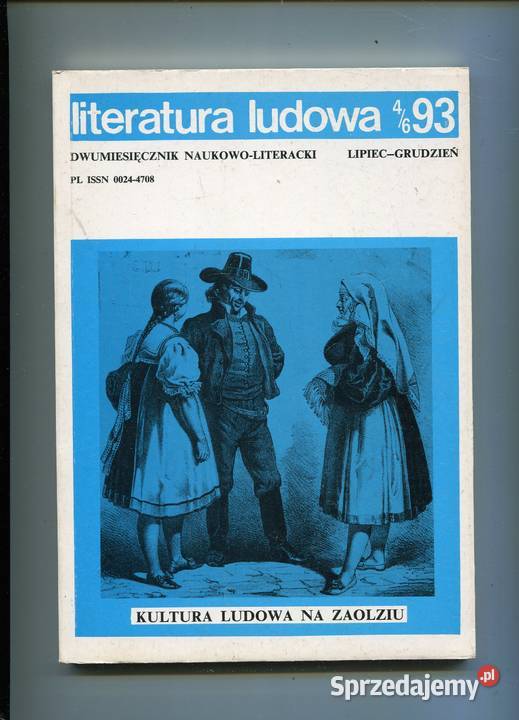 literatura ludowa 4/6 93
DWUMIESIĘCZNIK NAUKOWO-LITERACKI LIPIEC–GRUDZIEŃ
PL ISSN 0024-4708
KULTURA LUDOWA NA ZAOLZIU
Sprzedajemy.pl